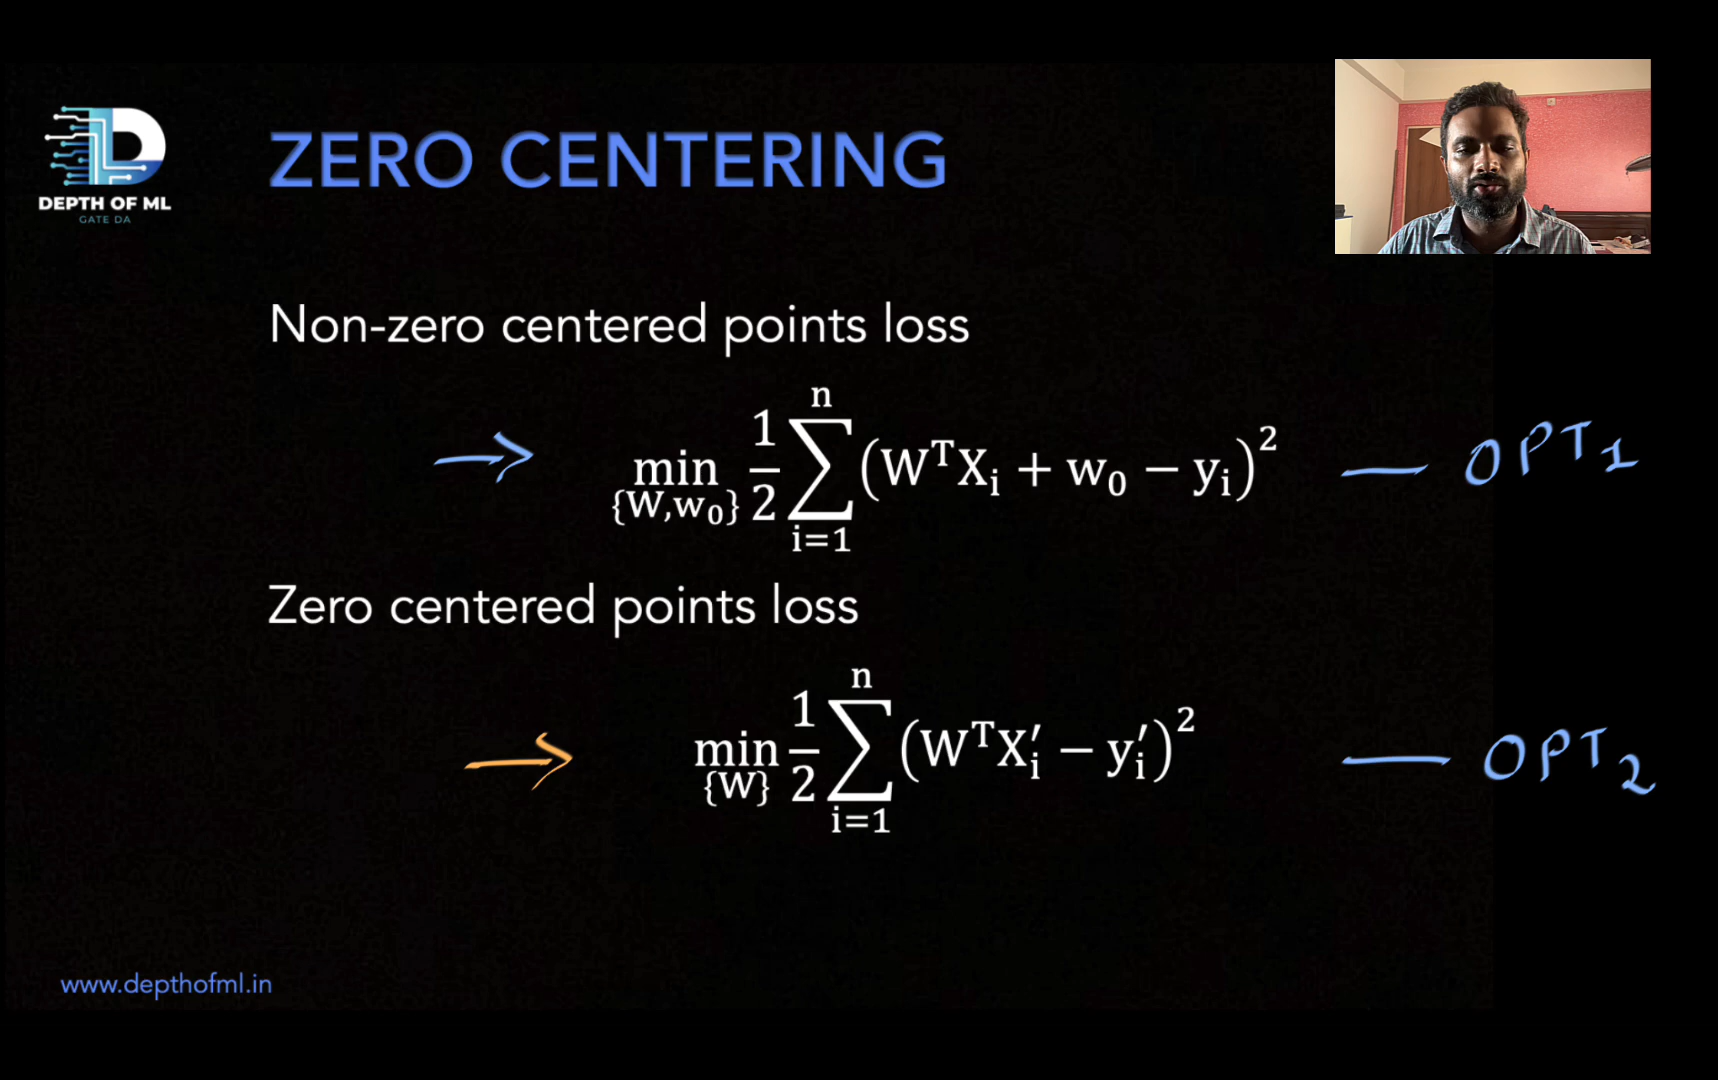 DEPTH OF ML
GATE DA
ZERO CENTERING
Non-zero centered points loss
→ min_{W,w₀} 1/2 ∑_{i=1}^{n} (WᵀXᵢ + w₀ − yᵢ)² — OPT1
Zero centered points loss
→ min_{W} 1/2 ∑_{i=1}^{n} (WᵀX′ᵢ − y′ᵢ)² — OPT2
www.depthofml.in